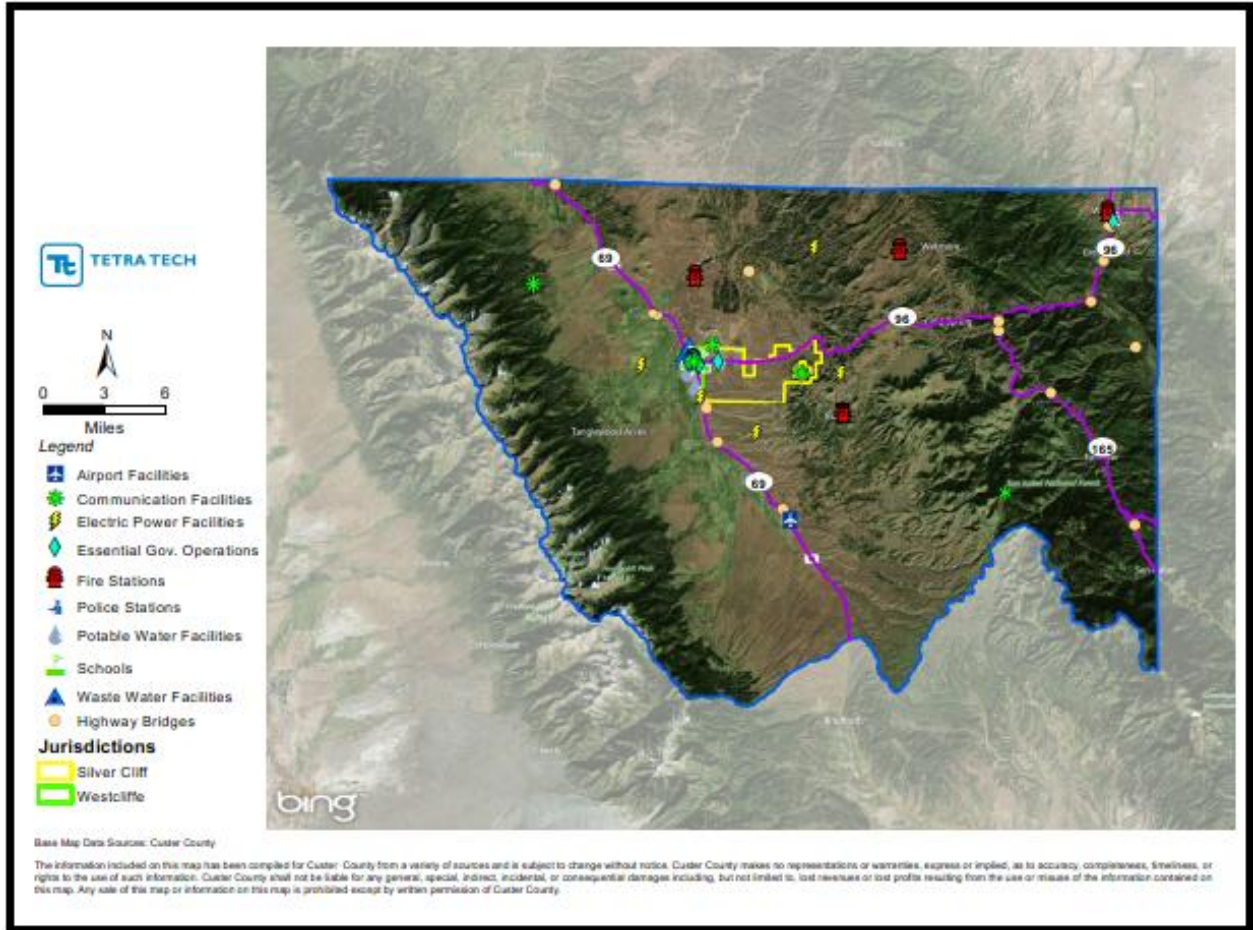 TETRA TECH
N
0 3 6
Miles
Legend
Airport Facilities
Communication Facilities
Electric Power Facilities
Essential Gov. Operations
Fire Stations
Police Stations
Potable Water Facilities
Schools
Waste Water Facilities
Highway Bridges
Jurisdictions
Silver Cliff
Westcliffe
69
96
96
Tanglewood Acres
69
165
San Isabel National Forest
bing
Base Map Data Sources: Custer County
The information included on this map has been compiled for Custer County from a variety of sources and is subject to change without notice. Custer County makes no representations or warranties, express or implied, as to accuracy, completeness, timeliness, or
rights to the use of such information. Custer County shall not be liable for any general, special, indirect, incidental, or consequential damages including, but not limited to, lost revenues or lost profits resulting from the use or misuse of the information contained on
this map. Any sale of this map or information on this map is prohibited except by written permission of Custer County.